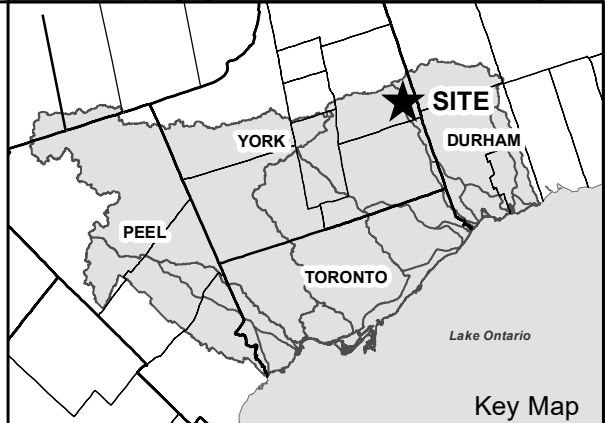 SITE
YORK
DURHAM
PEEL
TORONTO
Lake Ontario
Key Map